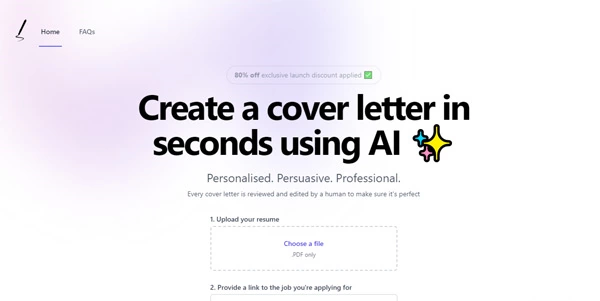 Home
FAQs
80% off exclusive launch discount applied ✅
Create a cover letter in
seconds using AI ✨
Personalised. Persuasive. Professional.
Every cover letter is reviewed and edited by a human to make sure it's perfect
1. Upload your resume
Choose a file
.PDF only
2. Provide a link to the job you're applying for